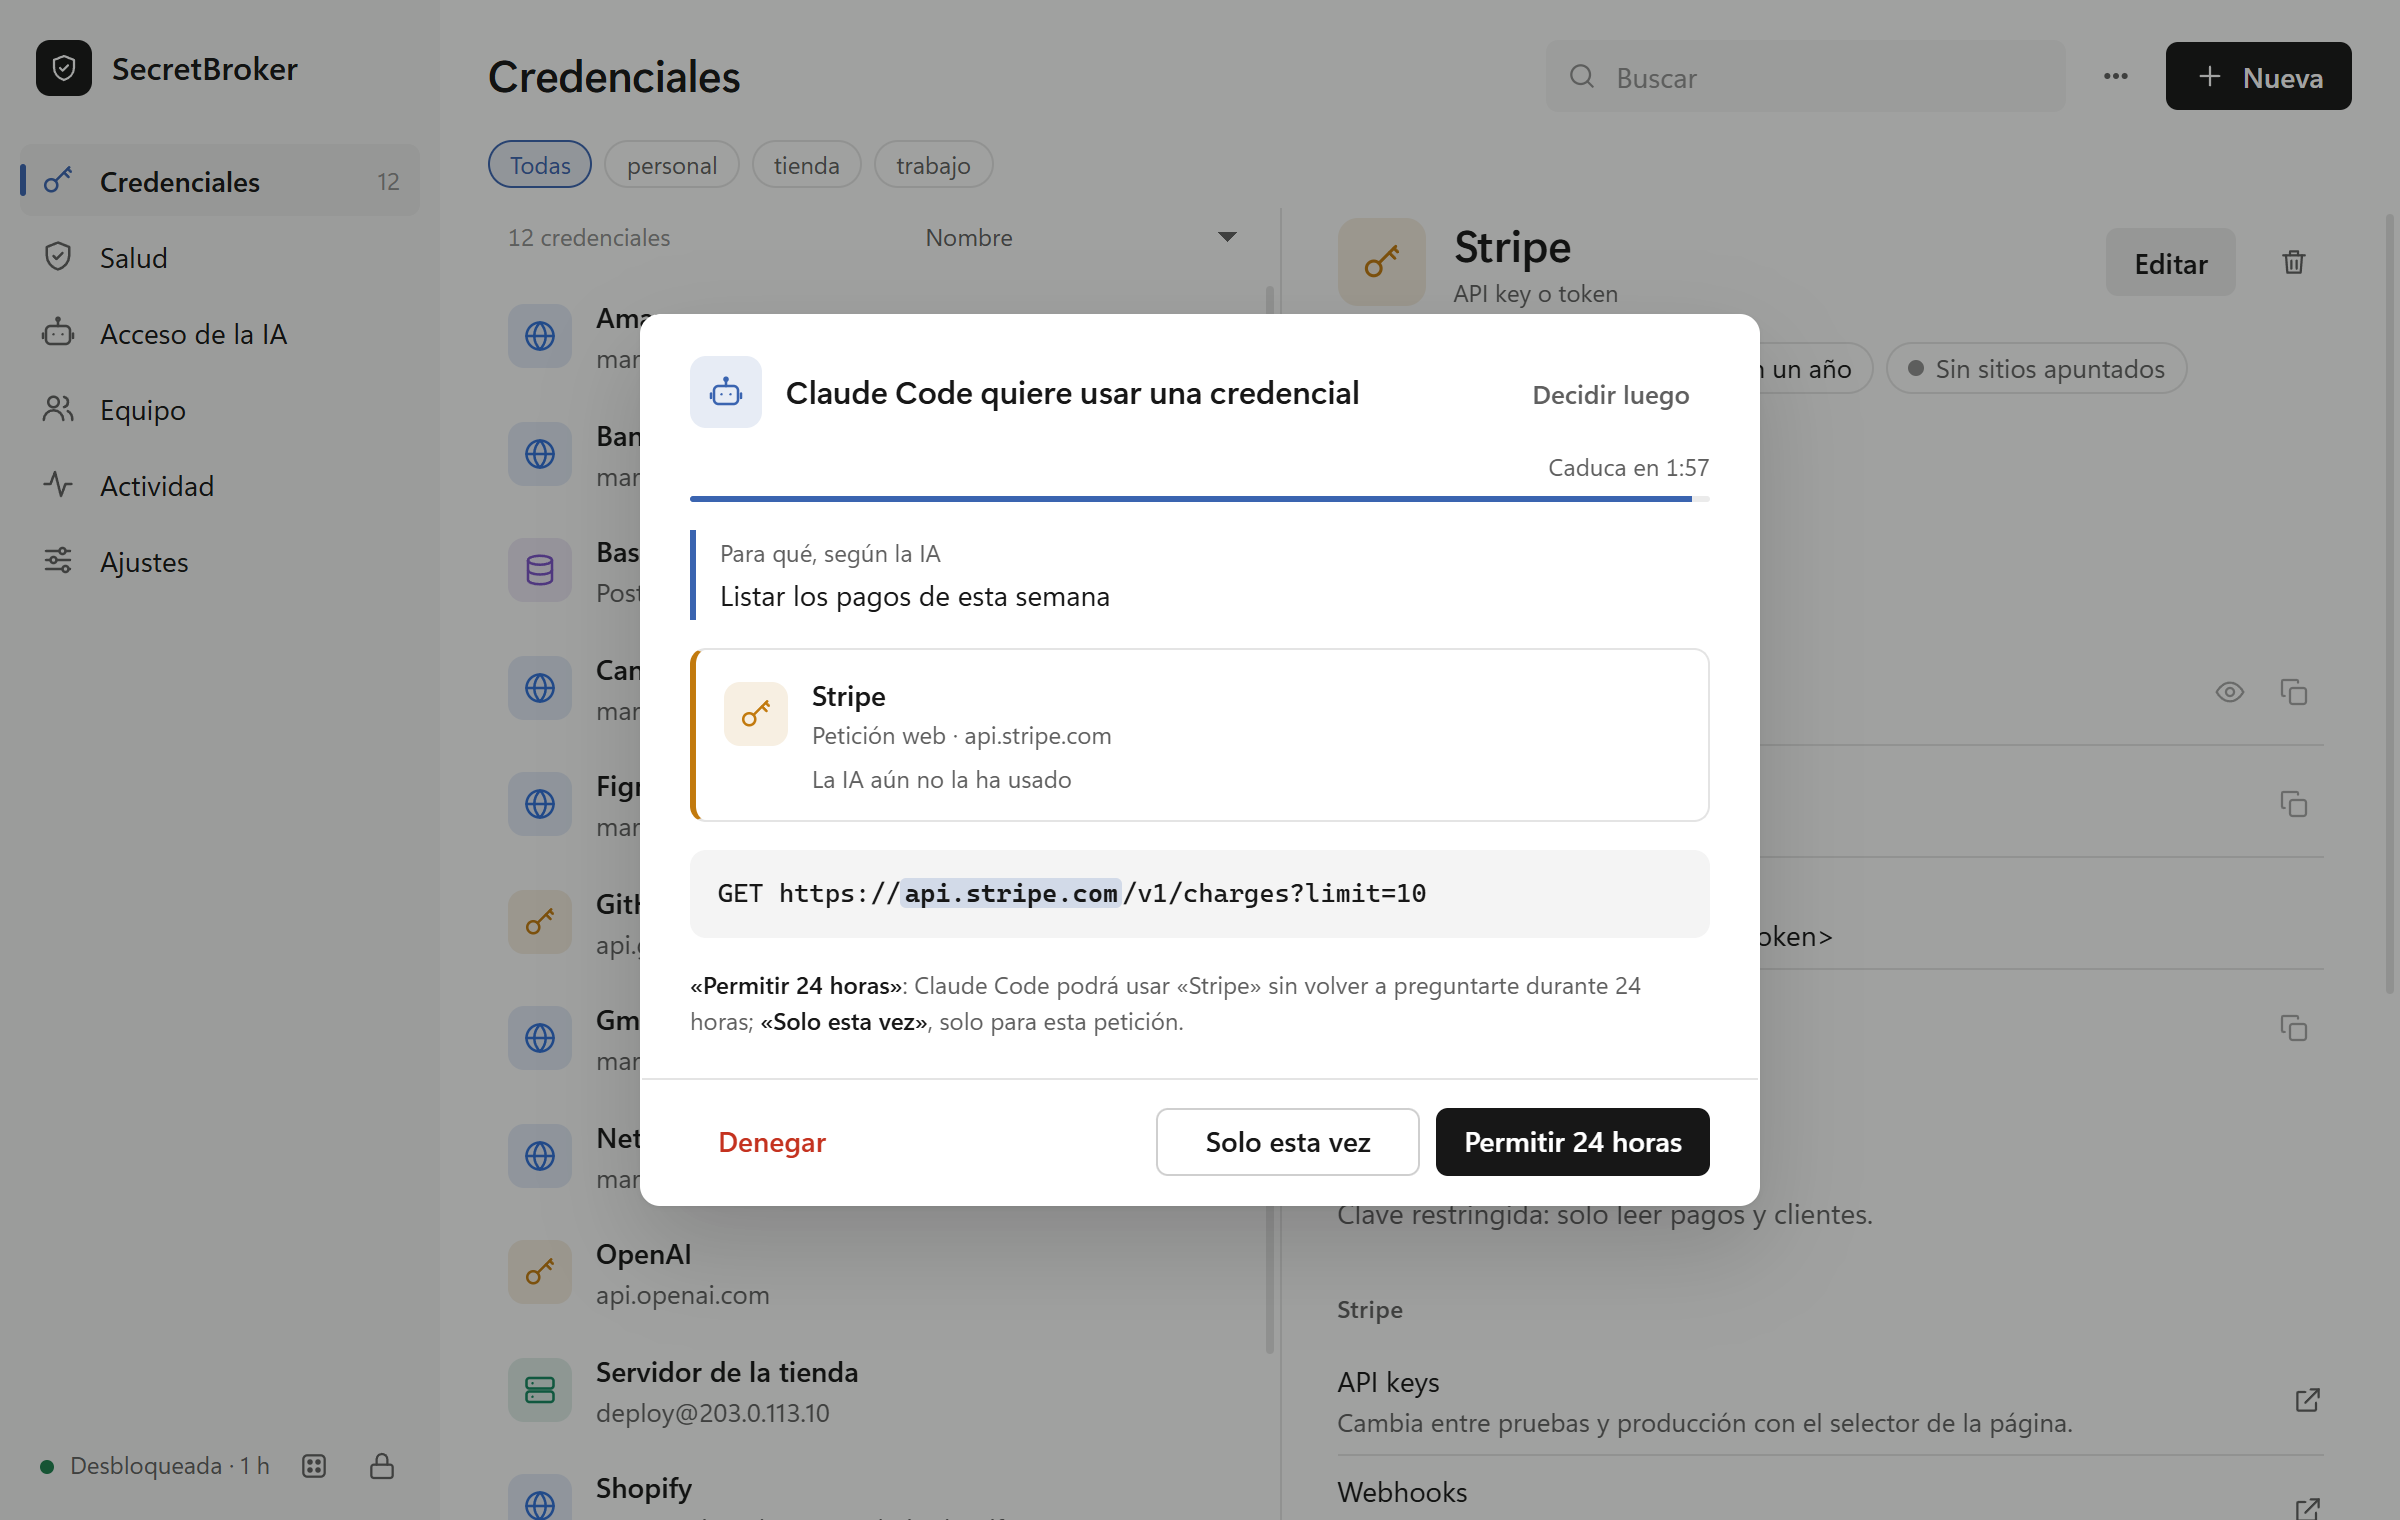 SecretBroker
Credenciales 12
Salud
Acceso de la IA
Equipo
Actividad
Ajustes
Desbloqueada · 1 h
Credenciales
Buscar
Nueva
Todas
personal
tienda
trabajo
12 credenciales
Nombre
OpenAI
api.openai.com
Servidor de la tienda
deploy@203.0.113.10
Shopify
Stripe
API key o token
Editar
un año
Sin sitios apuntados
Clave restringida: solo leer pagos y clientes.
Stripe
API keys
Cambia entre pruebas y producción con el selector de la página.
Webhooks
Claude Code quiere usar una credencial
Decidir luego
Caduca en 1:57
Para qué, según la IA
Listar los pagos de esta semana
Stripe
Petición web · api.stripe.com
La IA aún no la ha usado
GET https://api.stripe.com/v1/charges?limit=10
«Permitir 24 horas»: Claude Code podrá usar «Stripe» sin volver a preguntarte durante 24
horas; «Solo esta vez», solo para esta petición.
Denegar
Solo esta vez
Permitir 24 horas